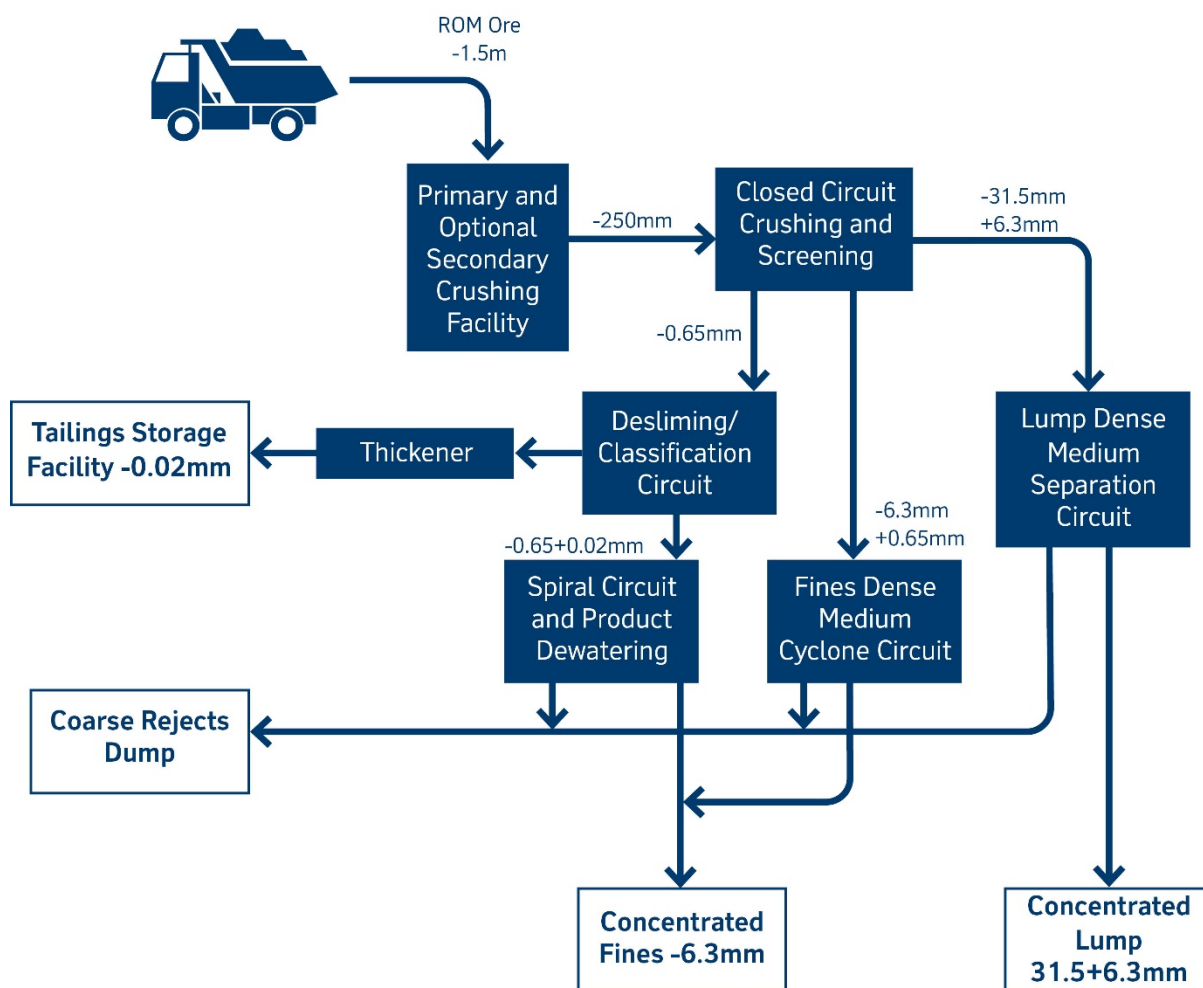 ROM Ore
-1.5m
Primary and
Optional
Secondary
Crushing
Facility
-250mm
Closed Circuit
Crushing and
Screening
-31.5mm
+6.3mm
-0.65mm
Tailings Storage
Facility -0.02mm
Thickener
Desliming/
Classification
Circuit
Lump Dense
Medium
Separation
Circuit
-6.3mm
+0.65mm
-0.65+0.02mm
Spiral Circuit
and Product
Dewatering
Fines Dense
Medium
Cyclone Circuit
Coarse Rejects
Dump
Concentrated
Fines -6.3mm
Concentrated
Lump
31.5+6.3mm